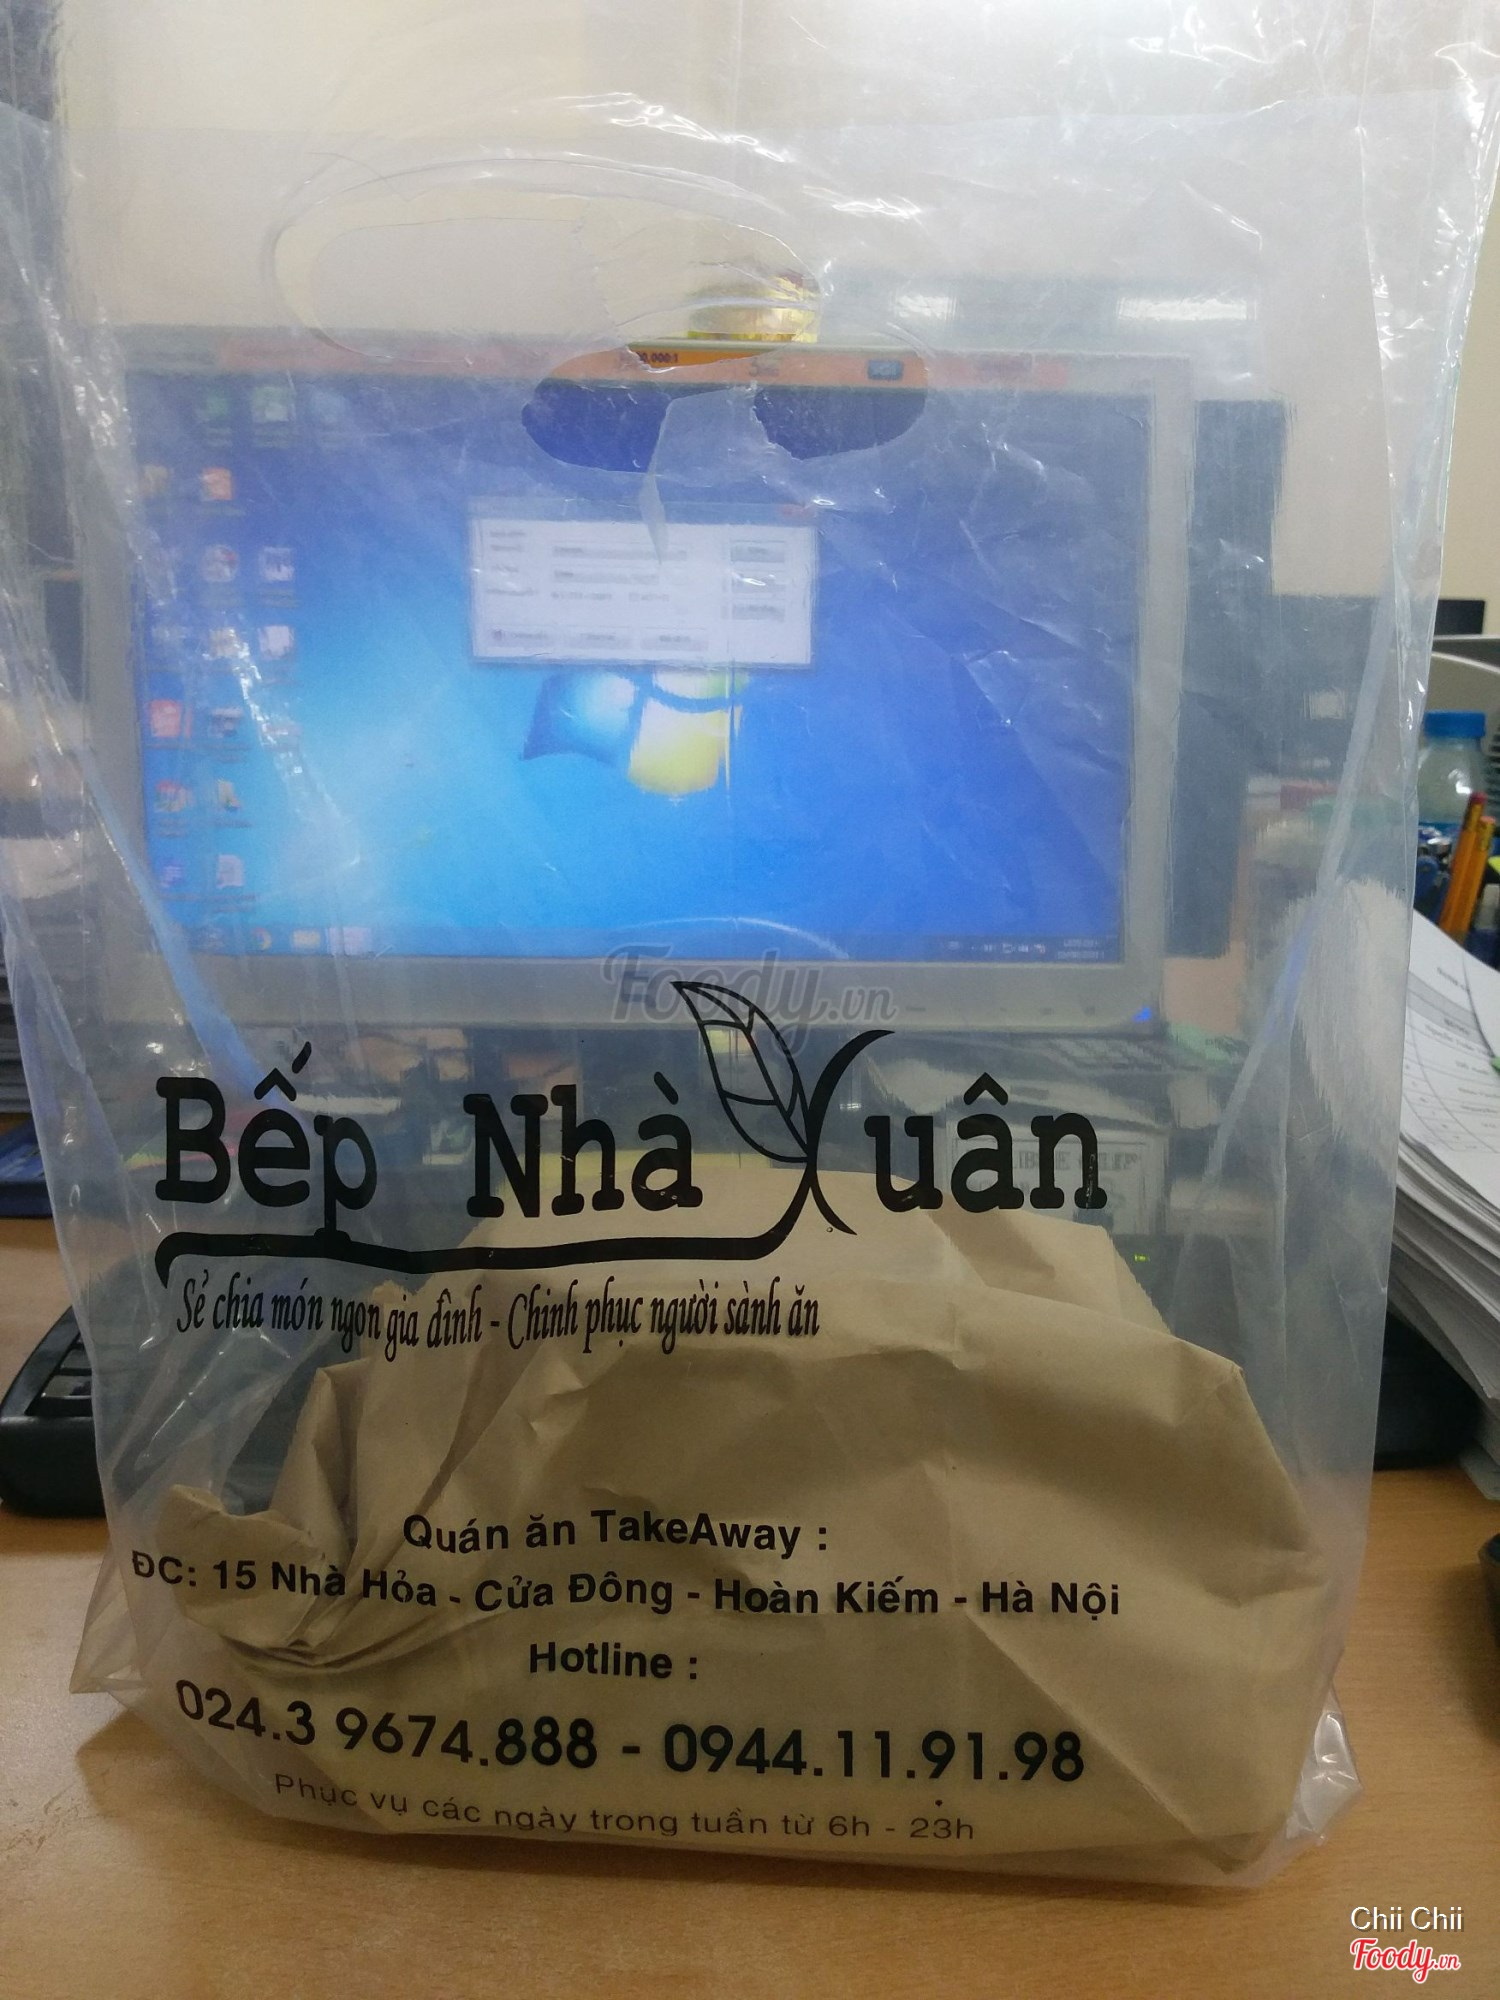 Foody.vn
Bếp Nhà Xuân
Sẻ chia món ngon gia đình - Chinh phục người sành ăn
Quán ăn TakeAway :
ĐC: 15 Nhà Hỏa - Cửa Đông - Hoàn Kiếm - Hà Nội
Hotline :
024.3 9674.888 - 0944.11.91.98
Phục vụ các ngày trong tuần từ 6h - 23h
Chii Chii
Foody.vn